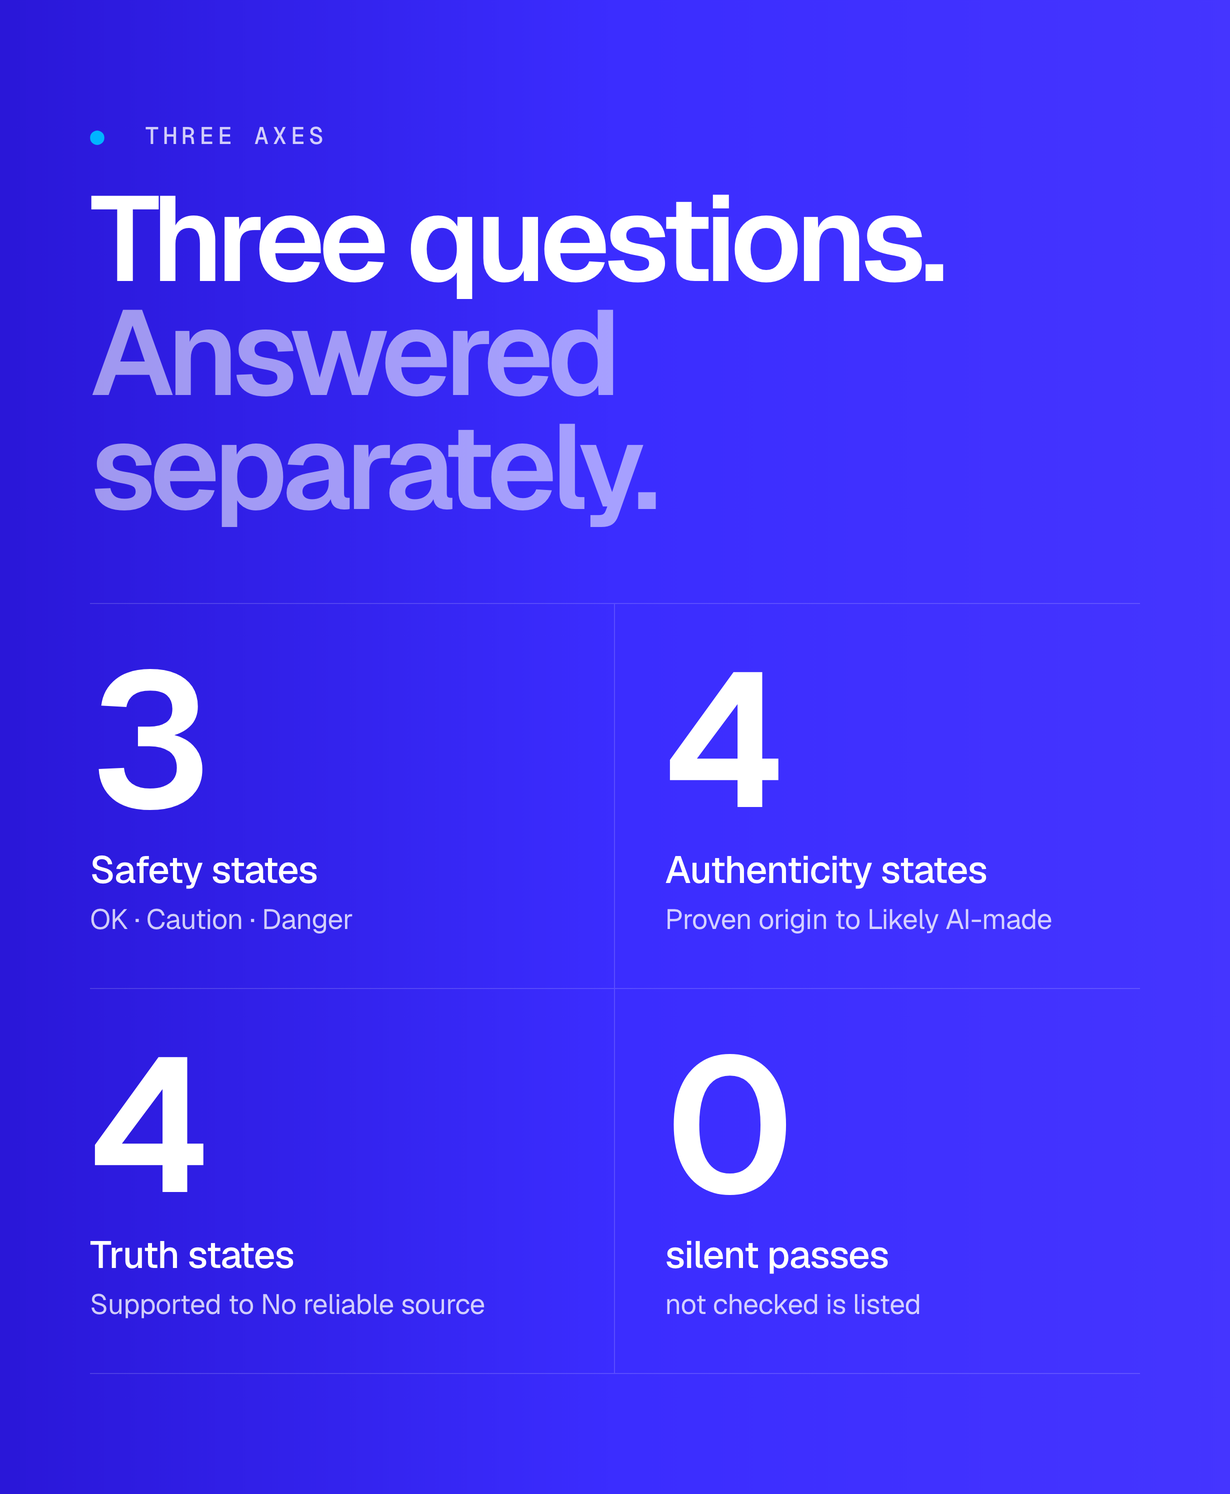 THREE AXES
Three questions.
Answered
separately.
3
Safety states
OK · Caution · Danger
4
Authenticity states
Proven origin to Likely AI-made
4
Truth states
Supported to No reliable source
0
silent passes
not checked is listed